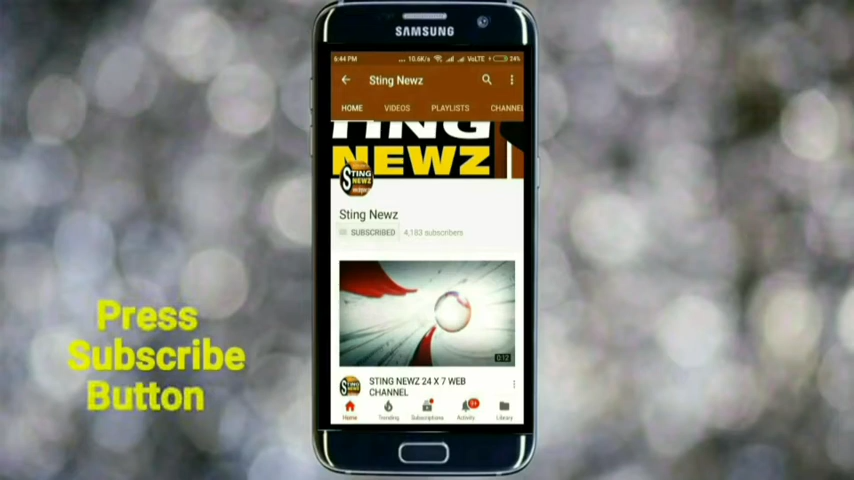 SAMSUNG
5:44 PM ... 10.6K/s VoLTE 24%
Sting Newz
HOME VIDEOS PLAYLISTS CHANNEL
TING
NEWZ
STING
NEWZ
Sting Newz
SUBSCRIBED 4,183 subscribers
0:12
STING NEWZ 24 X 7 WEB
CHANNEL
Home Trending Subscriptions Activity Library
9+
Press
Subscribe
Button